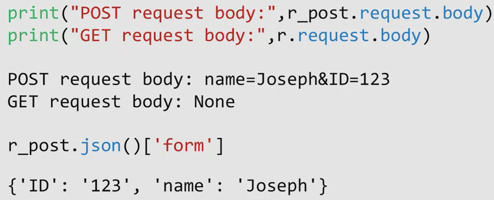 print("POST request body:",r_post.request.body)
print("GET request body:",r.request.body)
POST request body: name=Joseph&ID=123
GET request body: None
r_post.json()['form']
{'ID': '123', 'name': 'Joseph'}